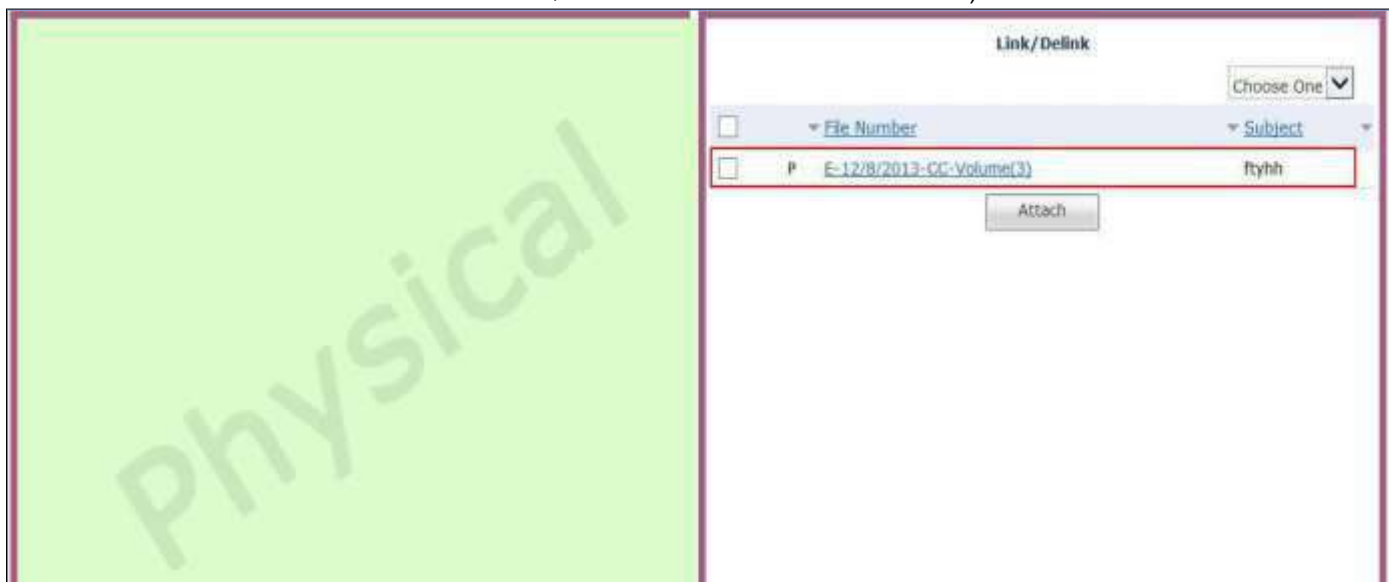 Physical
Link/Delink
Choose One
File Number Subject
P E-12/8/2013-CC-Volume(3) ftyhh
Attach